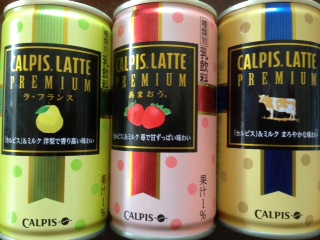 CALPIS. LATTE
PREMIUM
ラ・フランス
「カルピス」&ミルク 洋梨で香り高い味わい
CALPIS
種類別 乳飲料
CALPIS. LATTE
PREMIUM
あまおう。
「カルピス」&ミルク 苺で甘ずっぱい味わい
果汁1%
CALPIS
CALPIS. LATTE
PREMIUM
「カルピス」&ミルク まろやかな味わい
CALPIS
果汁1%